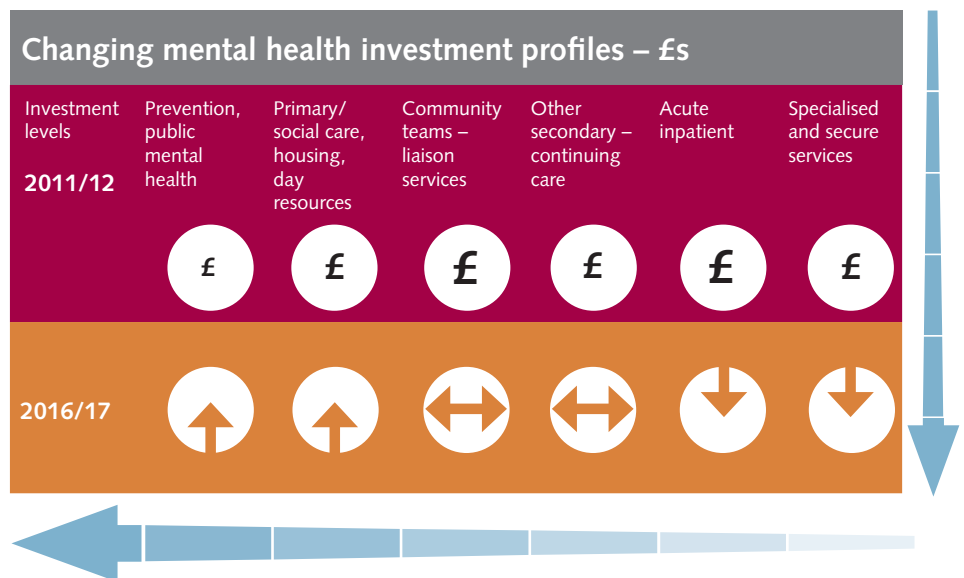 Changing mental health investment profiles – £s
Investment
levels
2011/12
Prevention,
public
mental
health
Primary/
social care,
housing,
day
resources
Community
teams –
liaison
services
Other
secondary –
continuing
care
Acute
inpatient
Specialised
and secure
services
£ £ £ £ £ £
2016/17